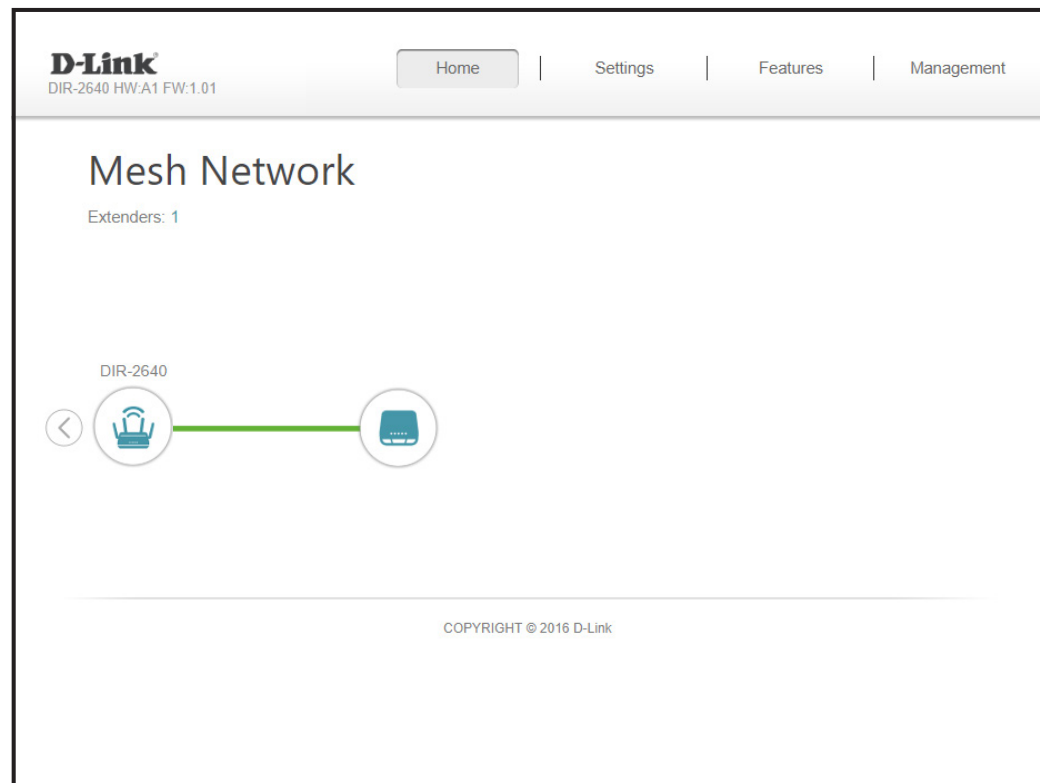 D-Link
Home Settings Features Management
DIR-2640 HW:A1 FW:1.01
Mesh Network
Extenders: 1
DIR-2640
COPYRIGHT © 2016 D-Link